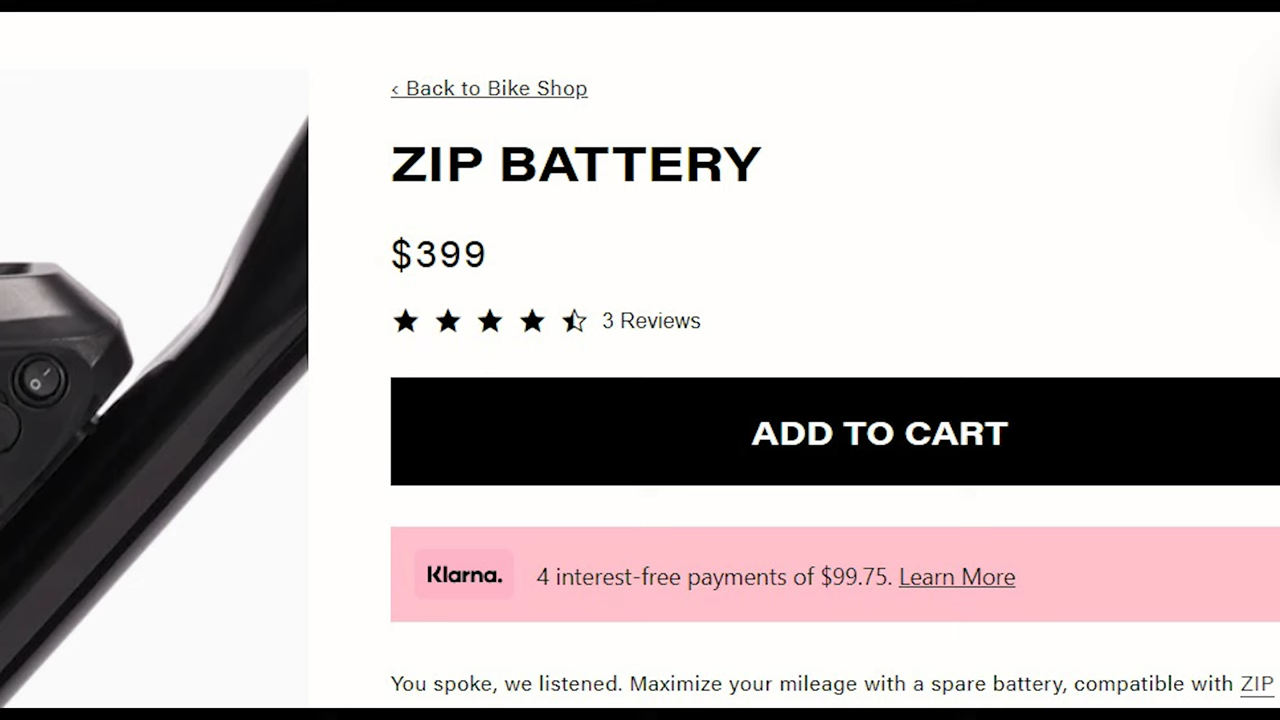 ‹ Back to Bike Shop
ZIP BATTERY
$399
3 Reviews
ADD TO CART
Klarna. 4 interest-free payments of $99.75. Learn More
You spoke, we listened. Maximize your mileage with a spare battery, compatible with ZIP